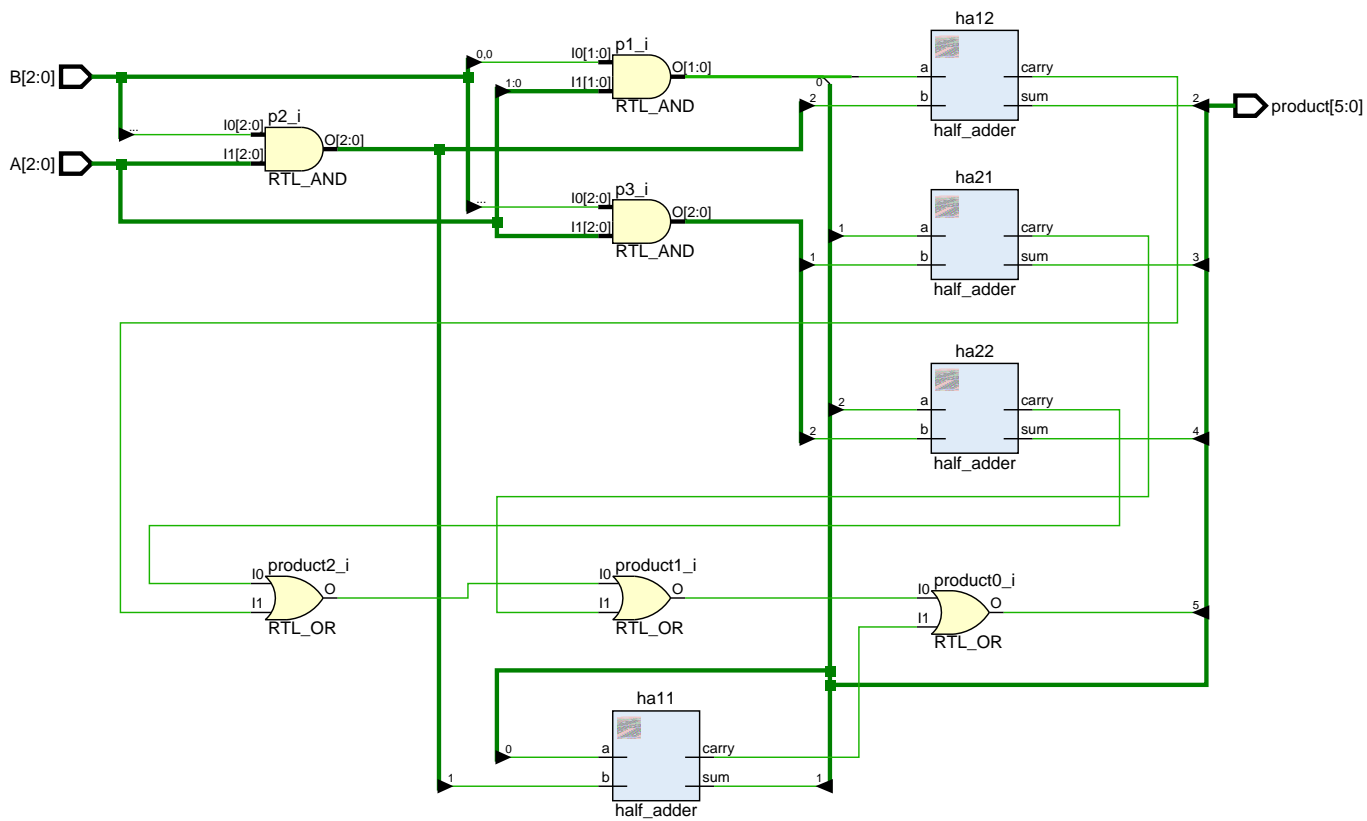 ha12
p1_i
I0[1:0]
0,0
O[1:0]
B[2:0]
a
carry
1:0
I1[1:0]
0
RTL_AND
b
sum
2
2
product[5:0]
p2_i
half_adder
...
I0[2:0]
O[2:0]
I1[2:0]
A[2:0]
RTL_AND
ha21
p3_i
...
I0[2:0]
O[2:0]
I1[2:0]
1
a
carry
RTL_AND
1
b
sum
3
half_adder
ha22
2
a
carry
2
b
sum
4
half_adder
product2_i
product1_i
product0_i
I0
O
I0
O
I0
O
5
I1
I1
I1
RTL_OR
RTL_OR
RTL_OR
ha11
0
a
carry
1
b
sum
1
half_adder